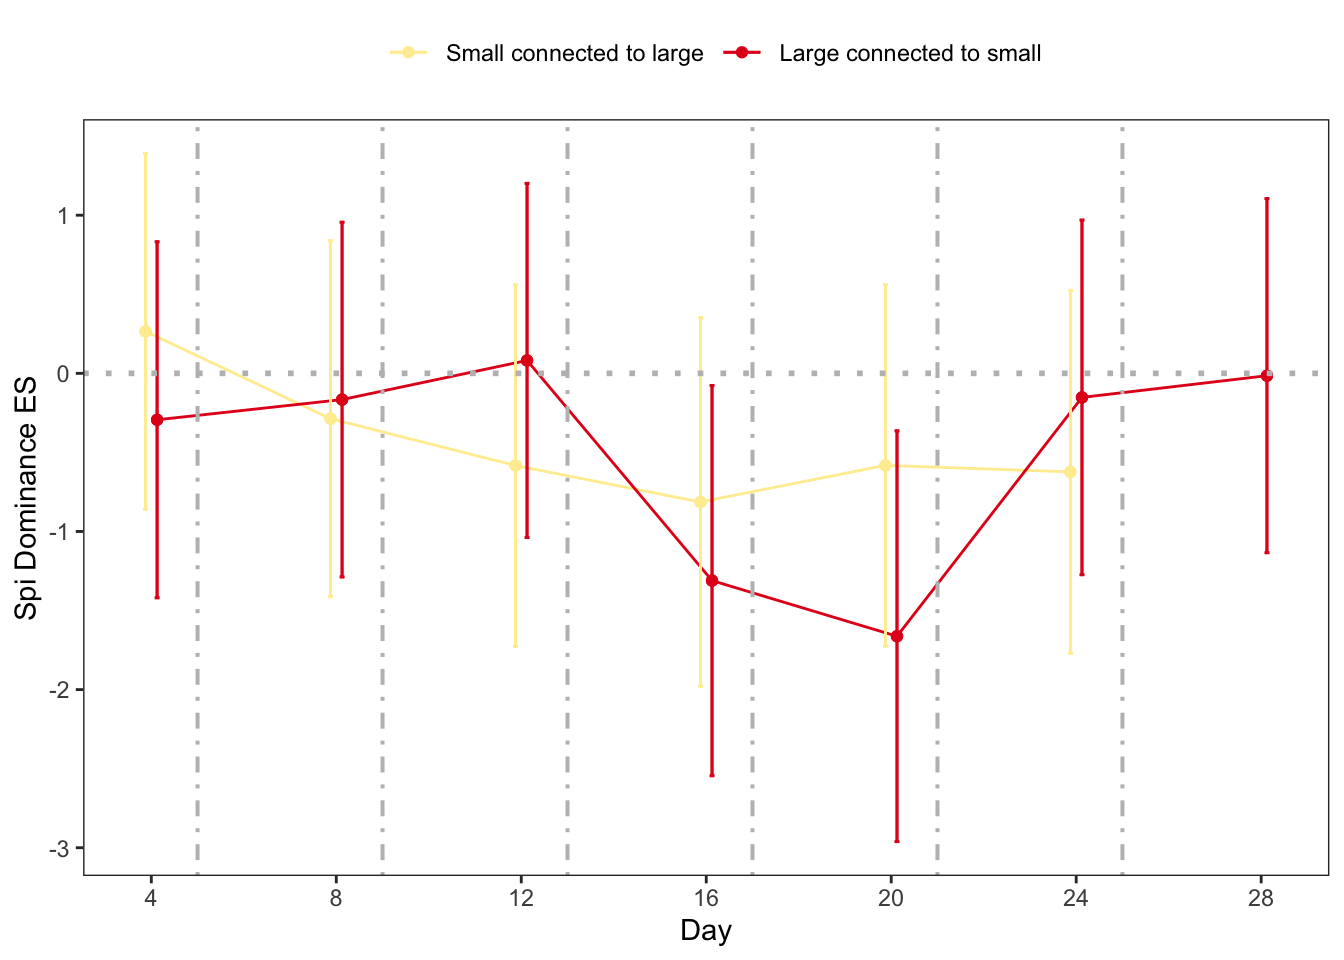 Small connected to large Large connected to small
1
0
-1
-2
-3
Spi Dominance ES
4 8 12 16 20 24 28
Day